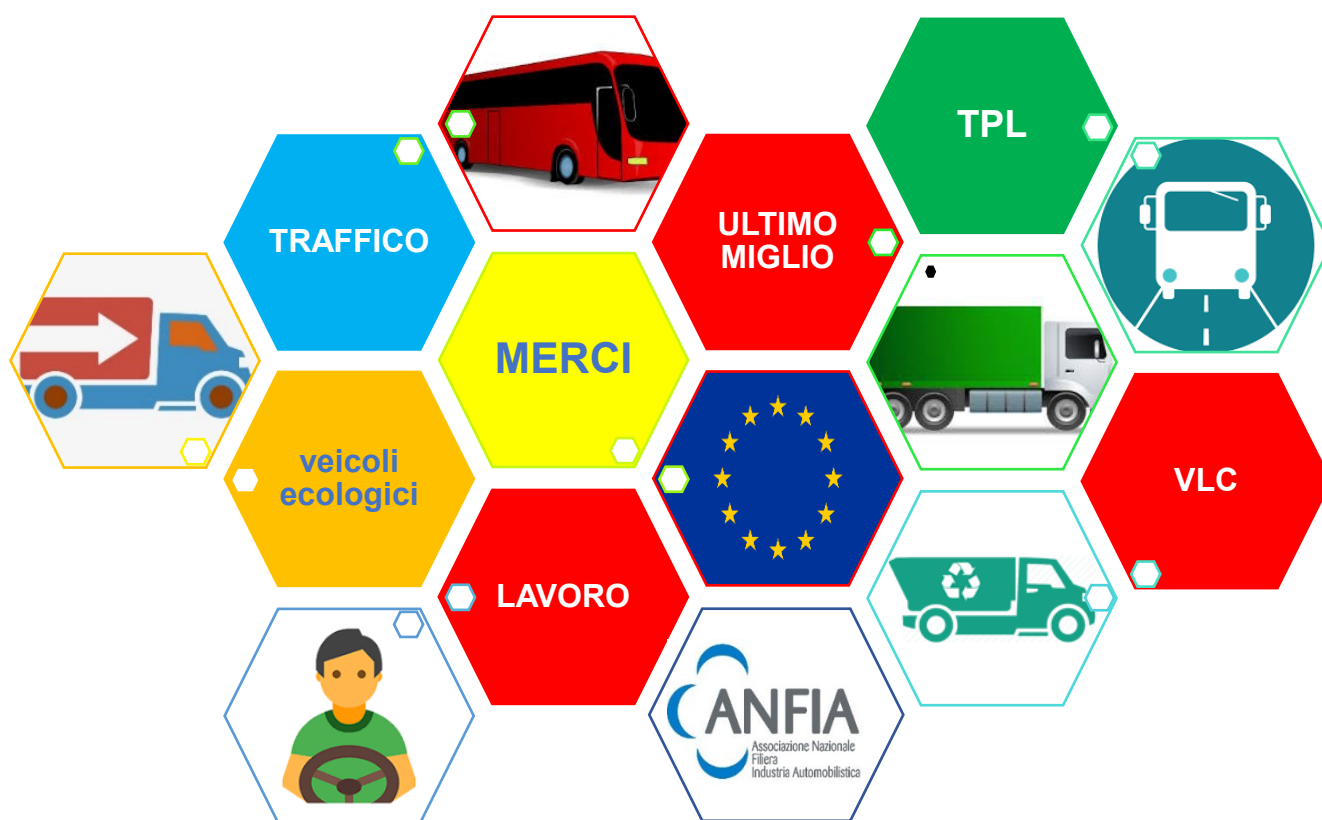 TPL
TRAFFICO
ULTIMO
MIGLIO
MERCI
veicoli
ecologici
VLC
LAVORO
ANFIA
Associazione Nazionale
Filiera
Industria Automobilistica